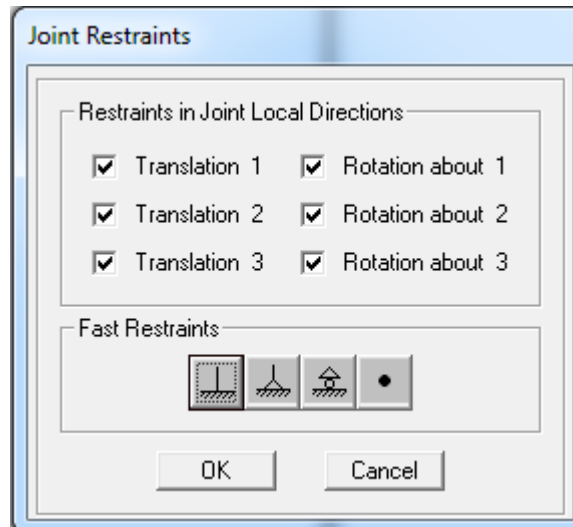 Joint Restraints
Restraints in Joint Local Directions
Translation 1 Rotation about 1
Translation 2 Rotation about 2
Translation 3 Rotation about 3
Fast Restraints
OK Cancel